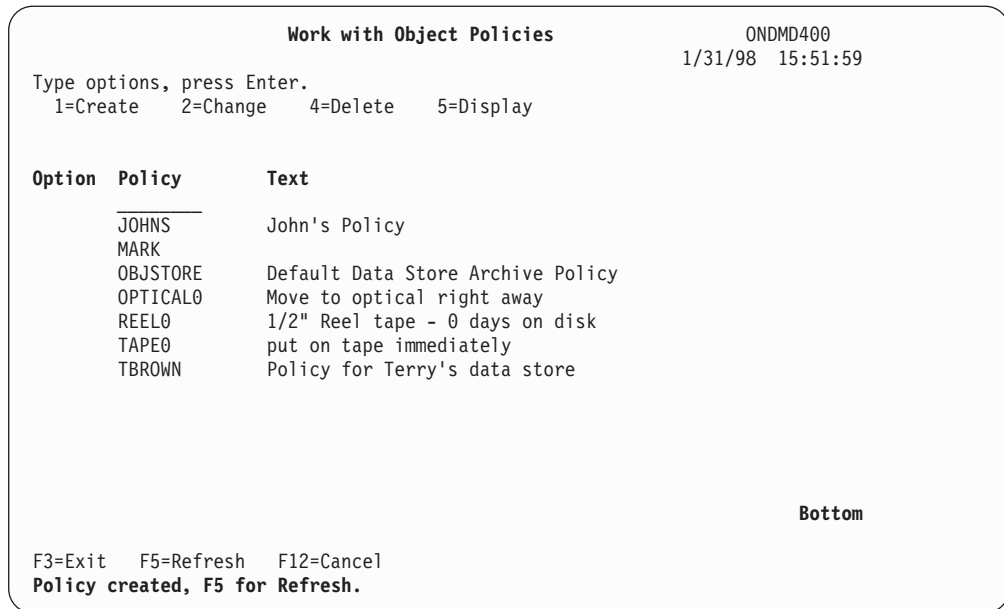 Work with Object Policies ONDMD400
1/31/98 15:51:59
Type options, press Enter.
1=Create 2=Change 4=Delete 5=Display
Option Policy Text
________
JOHNS John's Policy
MARK
OBJSTORE Default Data Store Archive Policy
OPTICAL0 Move to optical right away
REEL0 1/2" Reel tape - 0 days on disk
TAPE0 put on tape immediately
TBROWN Policy for Terry's data store
Bottom
F3=Exit F5=Refresh F12=Cancel
Policy created, F5 for Refresh.